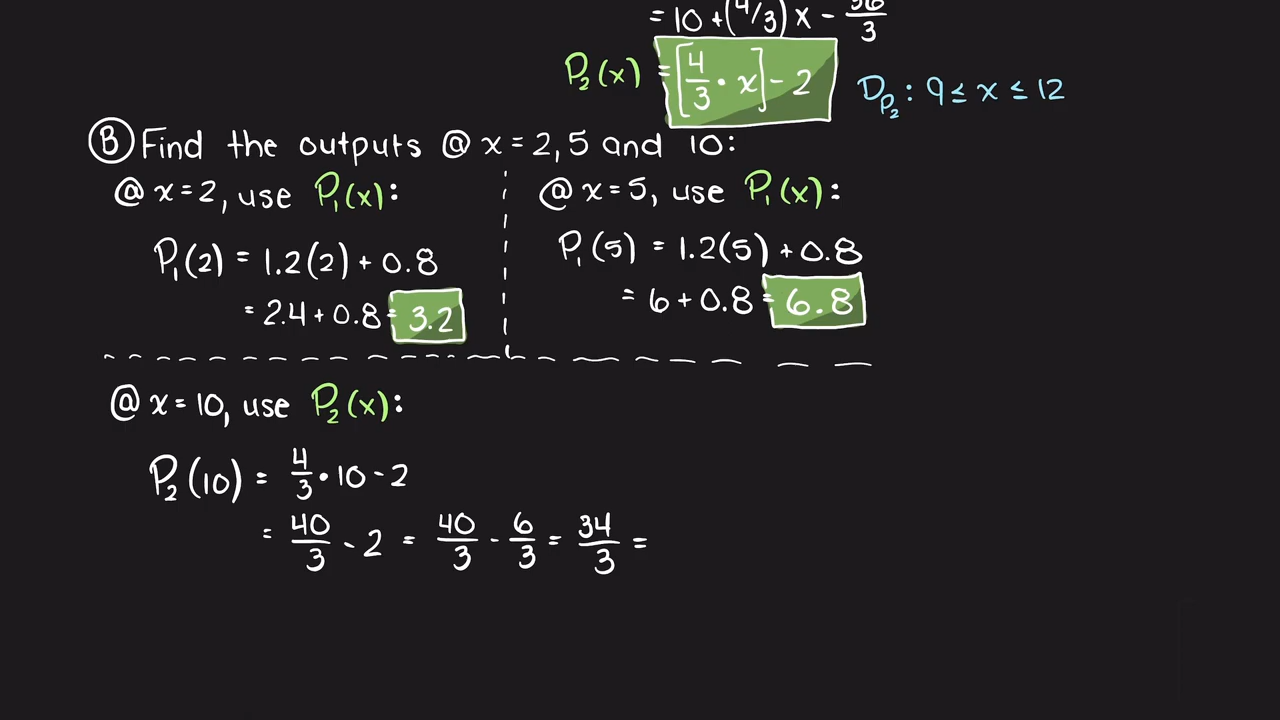 = 10 + (4/3) x - 36/3
P₂(x) = [4/3 · x] - 2
D_P₂ : 9 ≤ x ≤ 12
B Find the outputs @ x = 2, 5 and 10:
@ x = 2, use P₁(x):
P₁(2) = 1.2(2) + 0.8
= 2.4 + 0.8 = 3.2
@ x = 5, use P₁(x):
P₁(5) = 1.2(5) + 0.8
= 6 + 0.8 = 6.8
@ x = 10, use P₂(x):
P₂(10) = 4/3 · 10 - 2
= 40/3 - 2 = 40/3 - 6/3 = 34/3 =